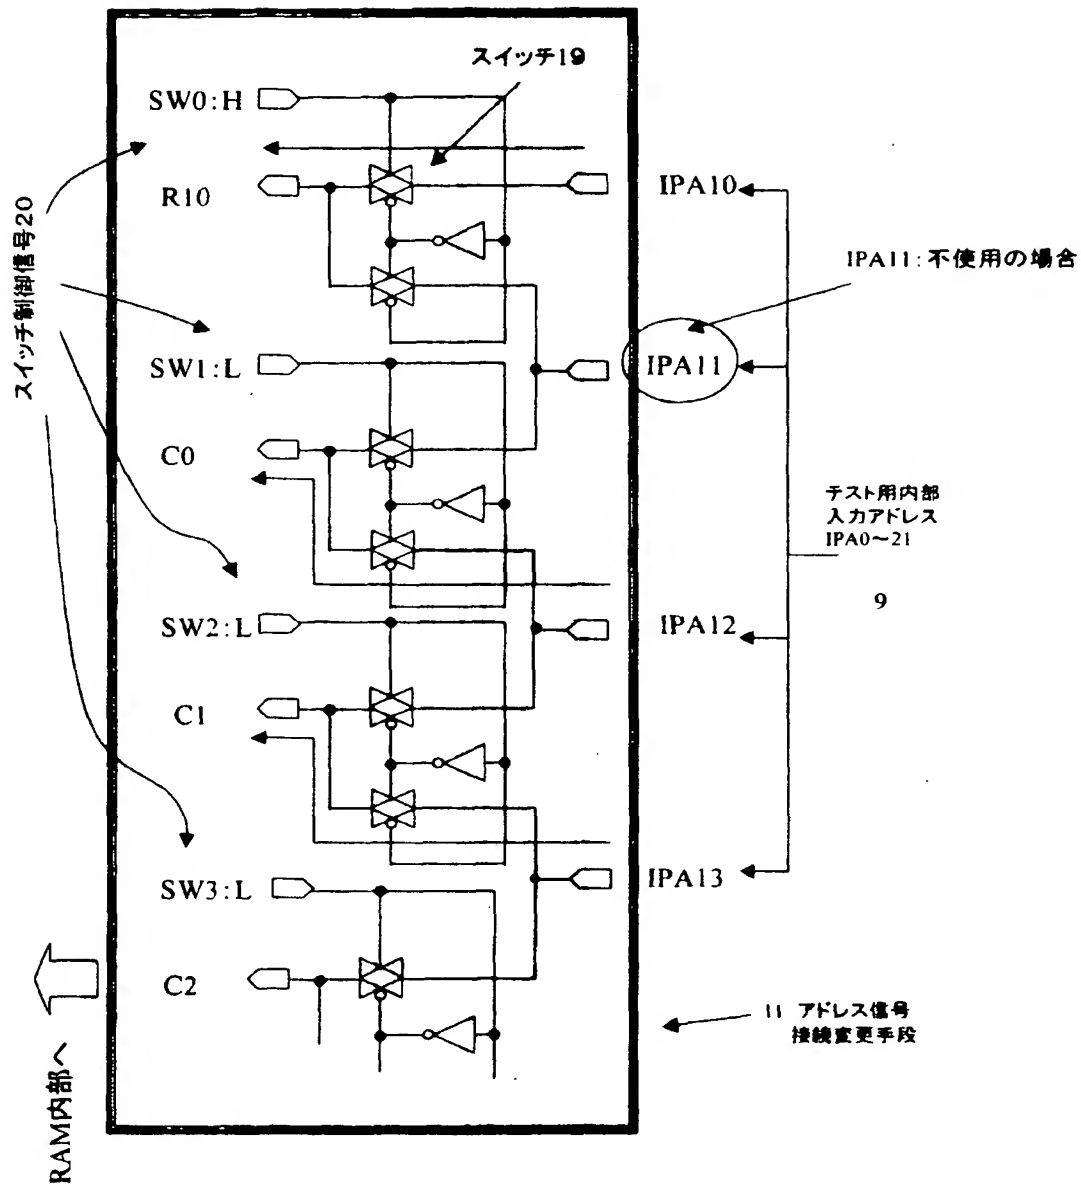 スイッチ19
SW0:H
R10
IPA10
スイッチ制御信号20
IPA11:不使用の場合
SW1:L
IPA11
C0
テスト用内部
入力アドレス
IPA0〜21
9
SW2:L
IPA12
C1
SW3:L
IPA13
C2
11 アドレス信号
接続変更手段
RAM内部へ